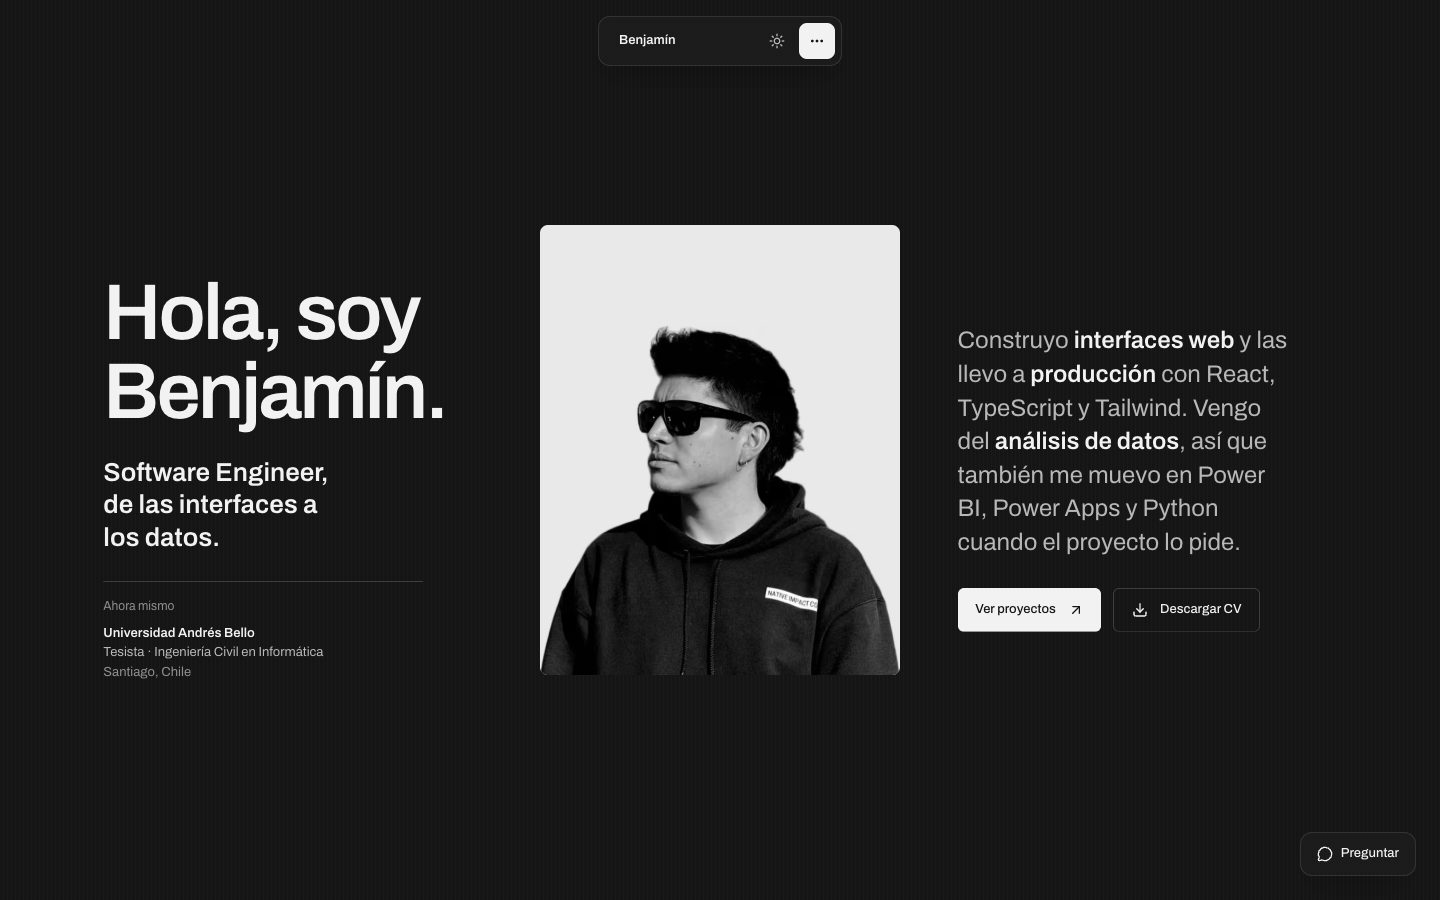 Benjamín
Hola, soy
Benjamín.
Software Engineer,
de las interfaces a
los datos.
Ahora mismo
Universidad Andrés Bello
Tesista · Ingeniería Civil en Informática
Santiago, Chile
NATIVE IMPACT CO
Construyo interfaces web y las
llevo a producción con React,
TypeScript y Tailwind. Vengo
del análisis de datos, así que
también me muevo en Power
BI, Power Apps y Python
cuando el proyecto lo pide.
Ver proyectos
Descargar CV
Preguntar